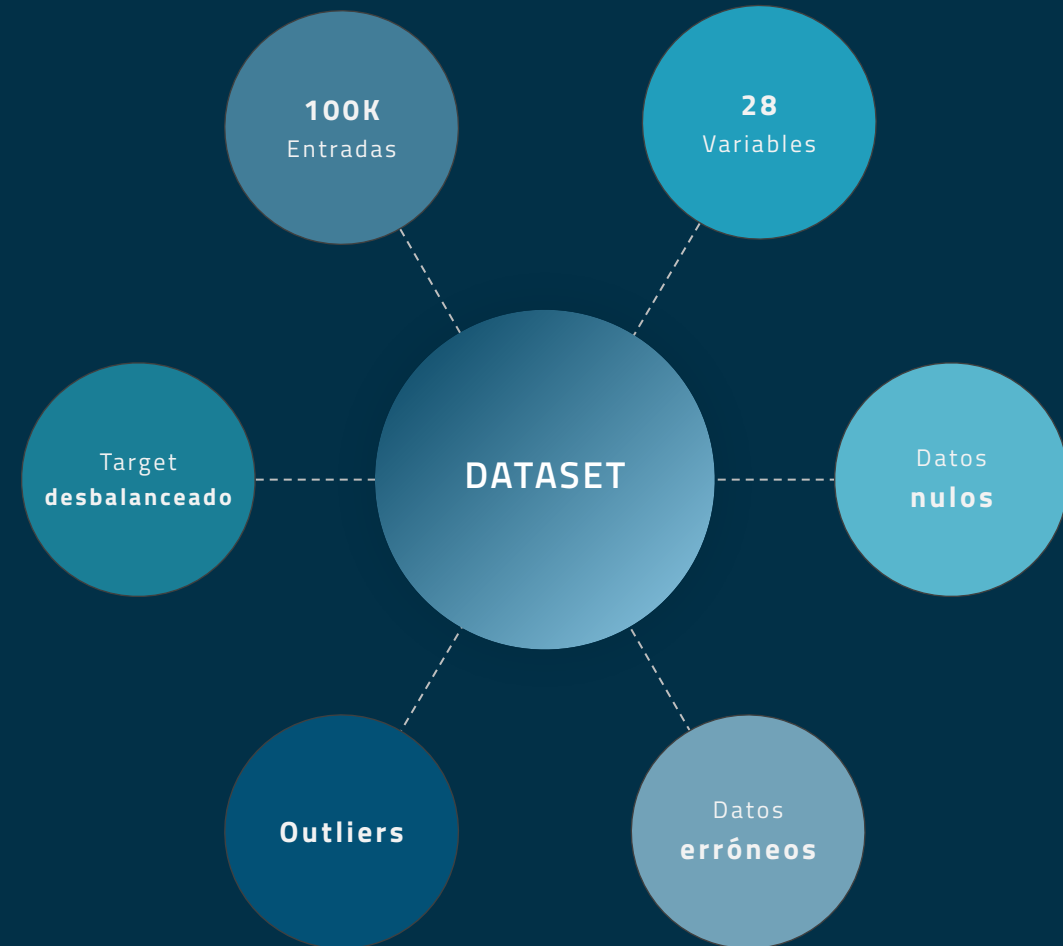 100K
Entradas
28
Variables
Target
desbalanceado
DATASET
Datos
nulos
Outliers
Datos
erróneos